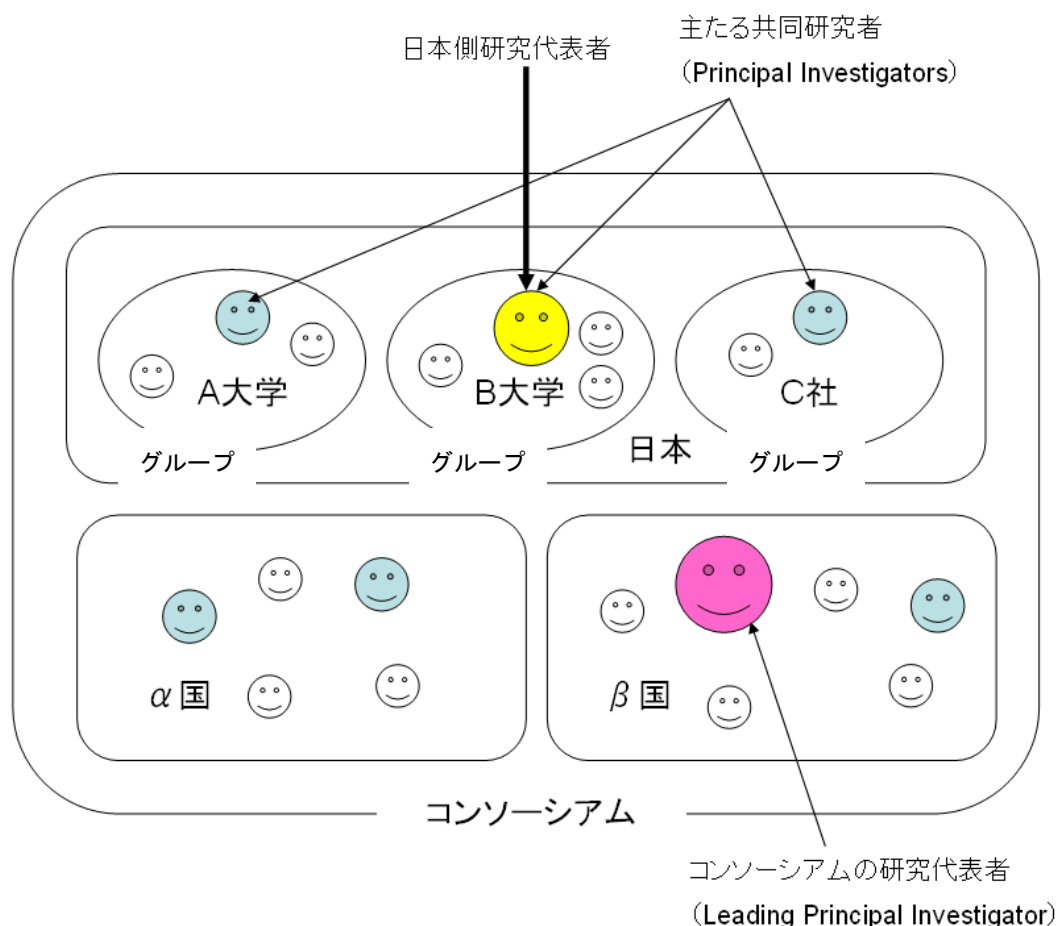 日本側研究代表者
主たる共同研究者
（Principal Investigators）
A大学
B大学
C社
グループ
グループ
日本
グループ
α国
β国
コンソーシアム
コンソーシアムの研究代表者
（Leading Principal Investigator）